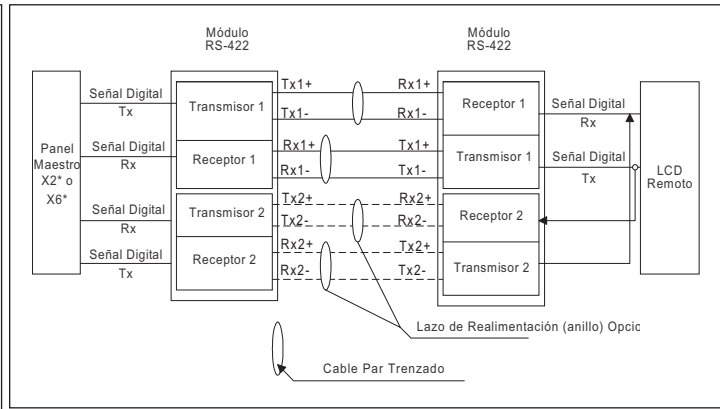 Módulo
RS-422
Módulo
RS-422
Panel
Maestro
X2* o
X6*
Señal Digital
Tx
Señal Digital
Rx
Señal Digital
Rx
Señal Digital
Tx
Transmisor 1
Receptor 1
Transmisor 2
Receptor 2
Tx1+
Rx1+
Tx1-
Rx1-
Rx1+
Tx1+
Rx1-
Tx1-
Tx2+
Rx2+
Tx2-
Rx2-
Rx2+
Tx2+
Rx2-
Tx2-
Receptor 1
Transmisor 1
Receptor 2
Transmisor 2
Señal Digital
Rx
Señal Digital
Tx
LCD
Remoto
Lazo de Realimentación (anillo) Opcic
Cable Par Trenzado